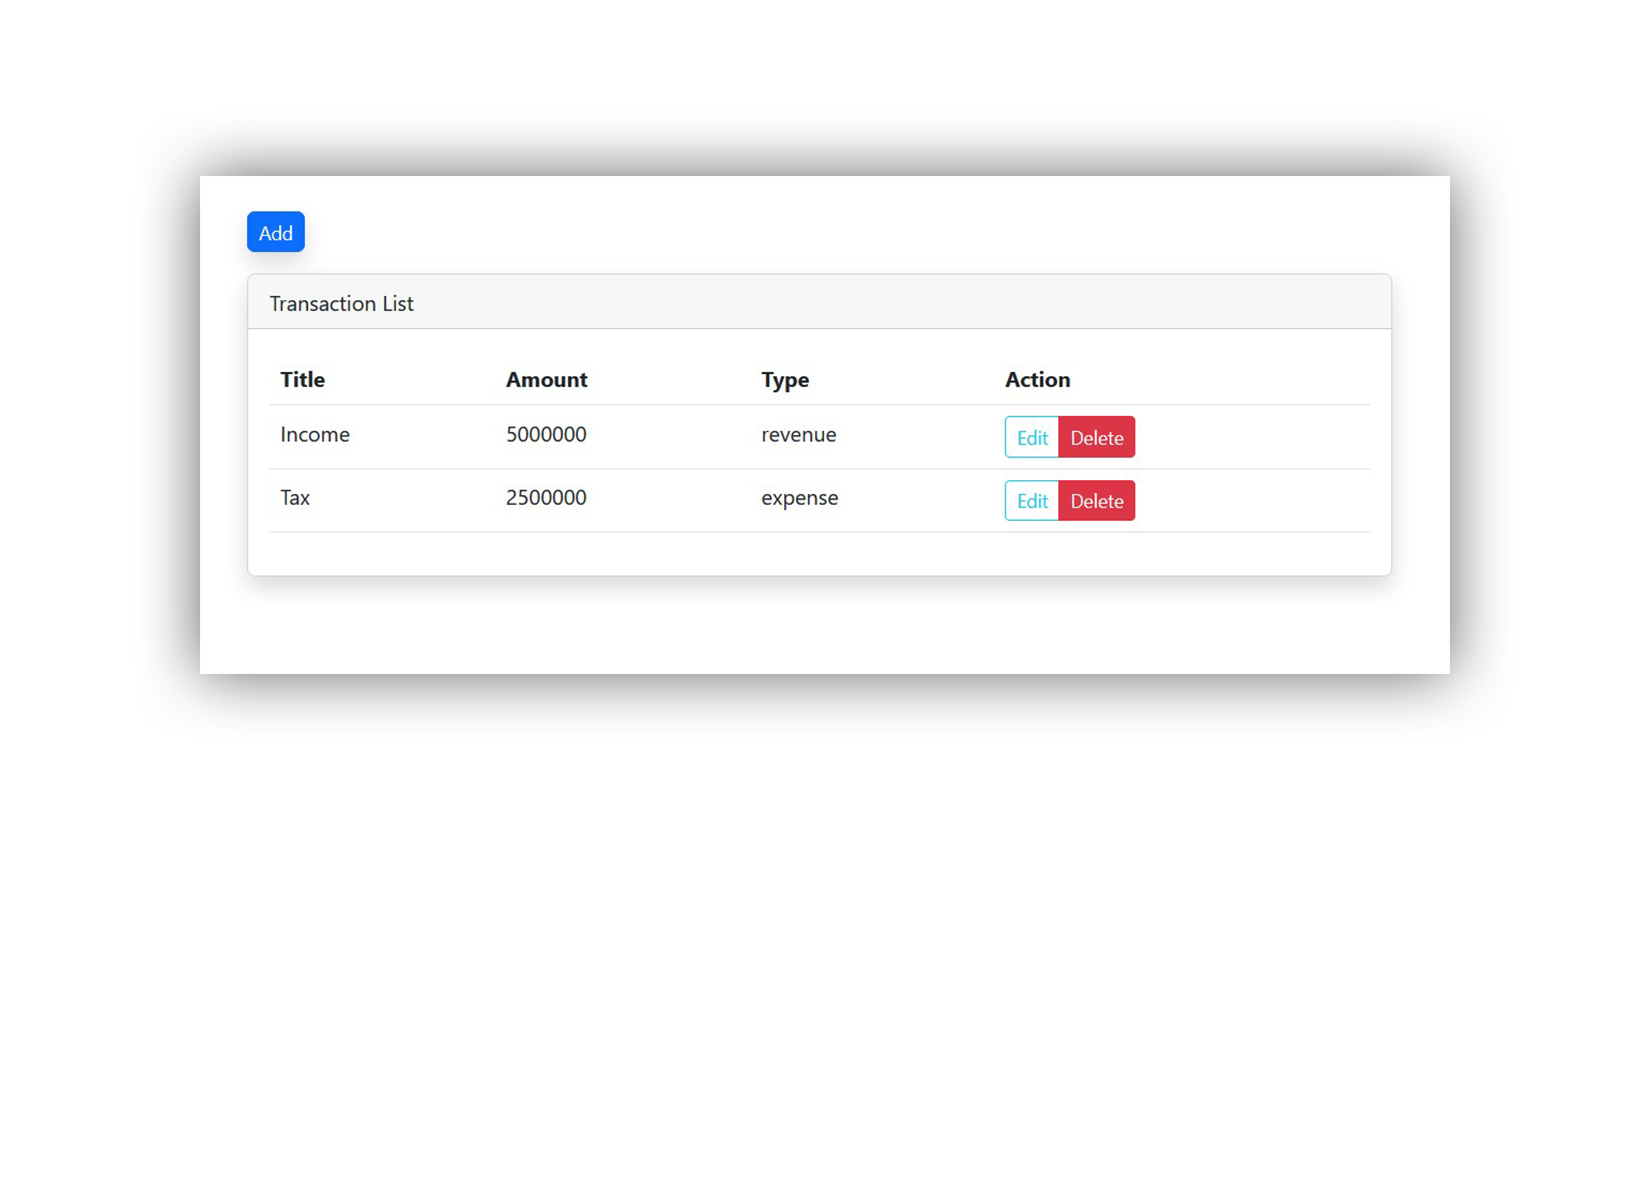 Add
Transaction List
Title Amount Type Action
Income 5000000 revenue Edit Delete
Tax 2500000 expense Edit Delete